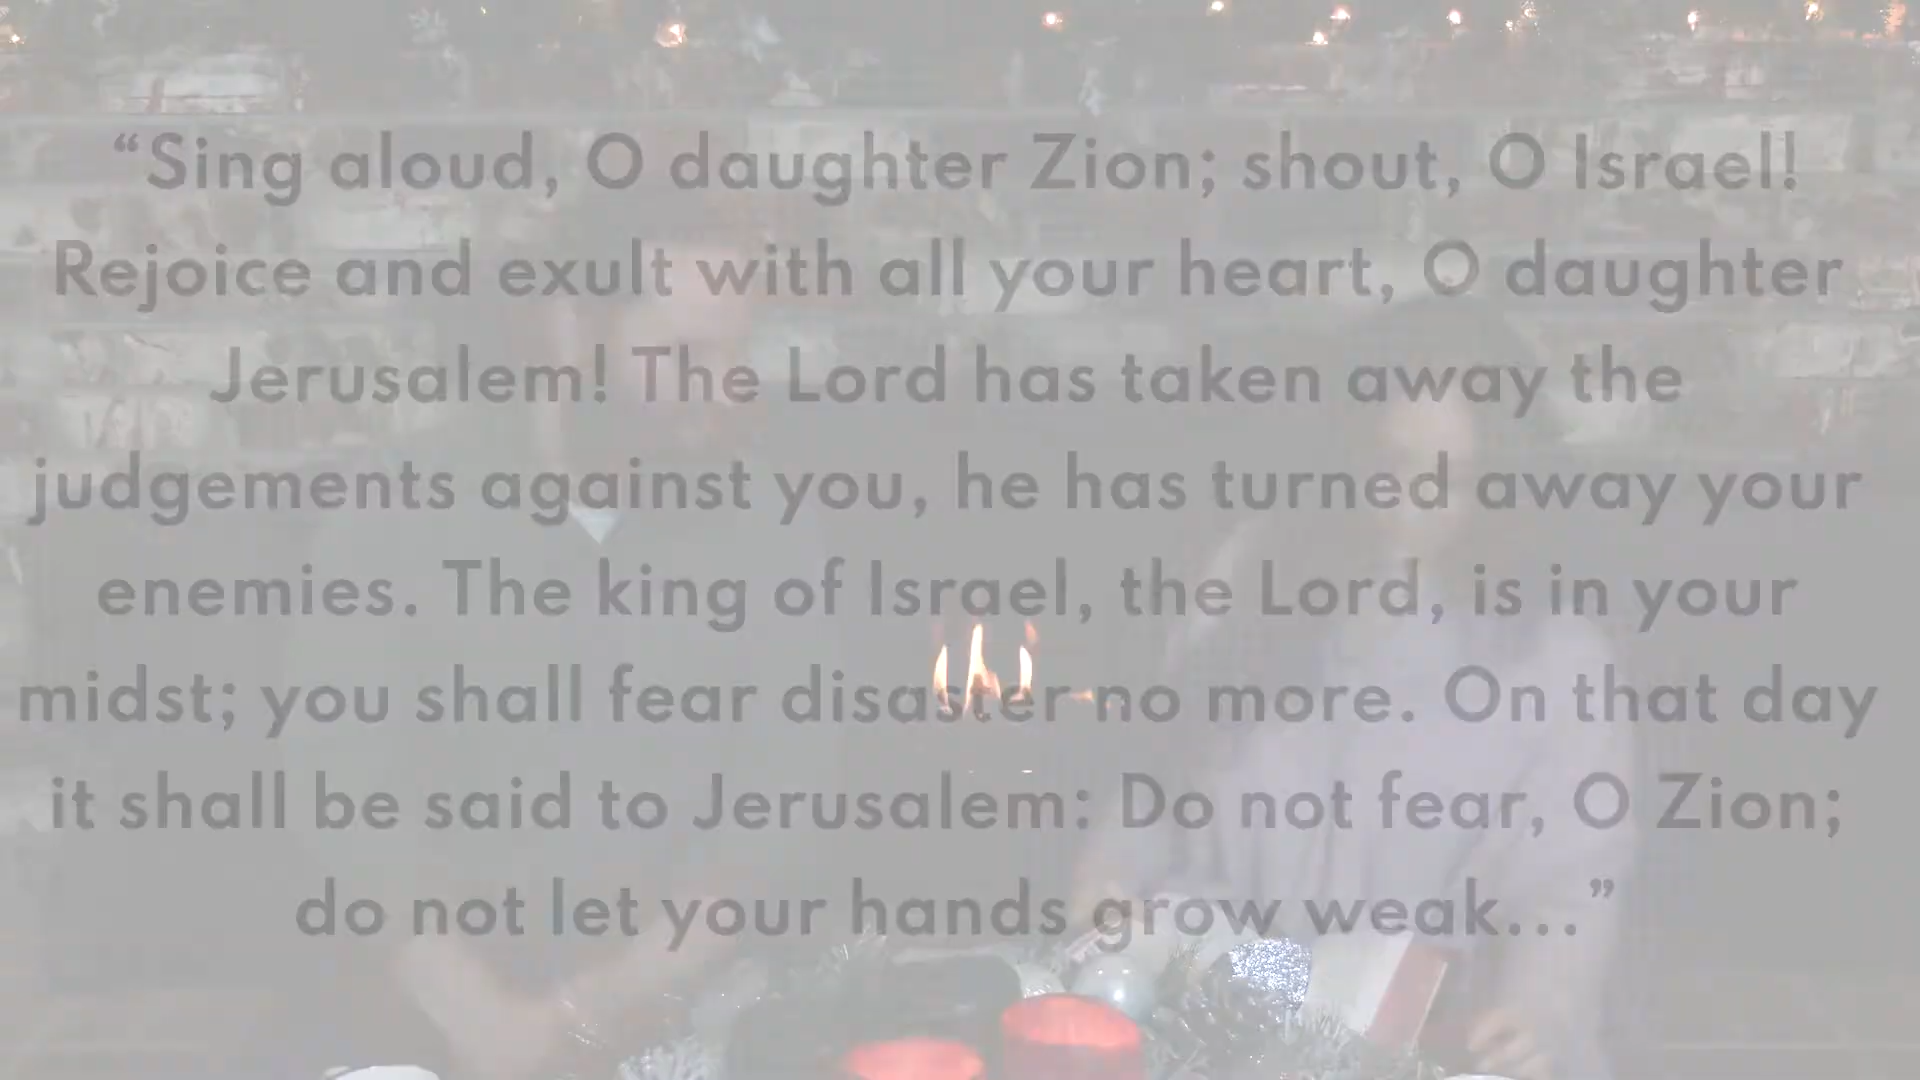 “Sing aloud, O daughter Zion; shout, O Israel!
Rejoice and exult with all your heart, O daughter
Jerusalem! The Lord has taken away the
judgements against you, he has turned away your
enemies. The king of Israel, the Lord, is in your
midst; you shall fear disaster no more. On that day
it shall be said to Jerusalem: Do not fear, O Zion;
do not let your hands grow weak...”